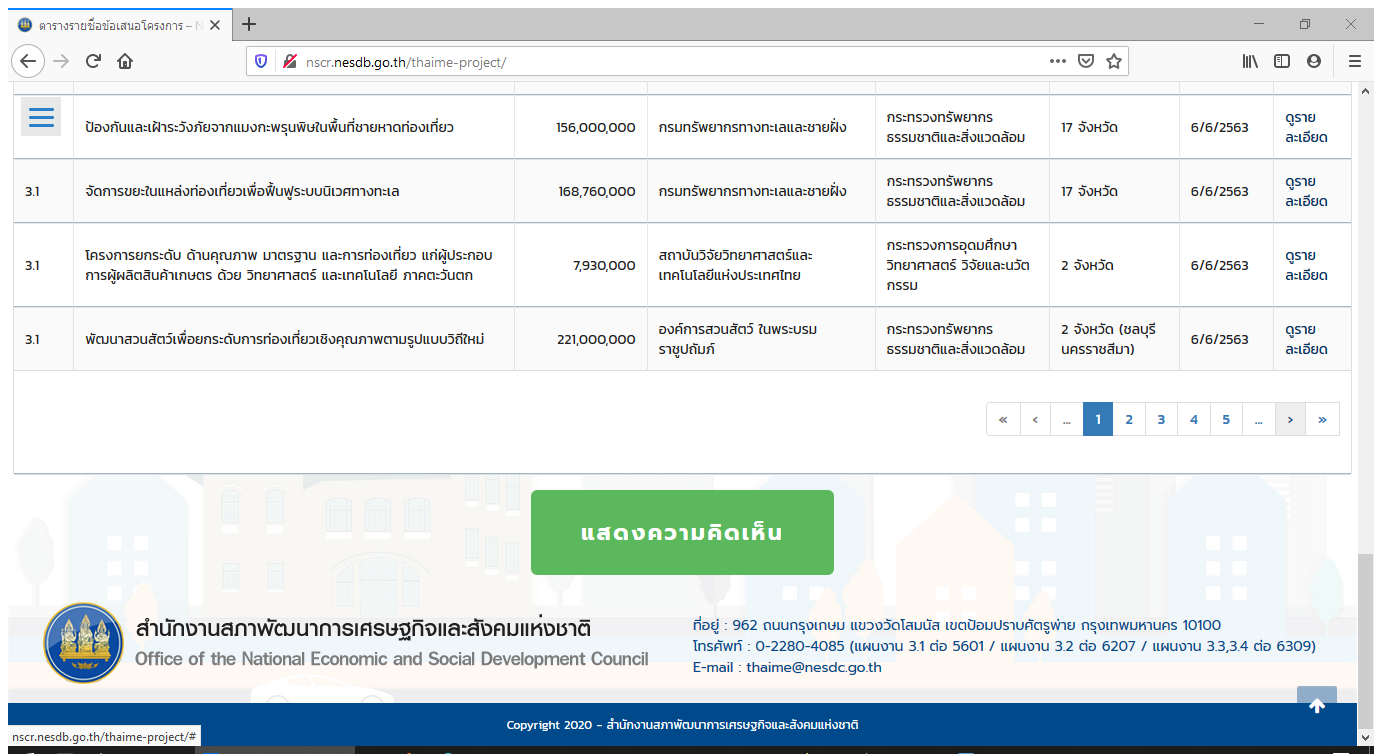 ตารางรายชื่อข้อเสนอโครงการ – N
nscr.nesdb.go.th/thaime-project/
ป้องกันและเฝ้าระวังภัยจากแมงกะพรุนพิษในพื้นที่ชายหาดท่องเที่ยว 156,000,000 กรมทรัพยากรทางทะเลและชายฝั่ง กระทรวงทรัพยากร 17 จังหวัด 6/6/2563 ดูราย
ธรรมชาติและสิ่งแวดล้อม ละเอียด
3.1 จัดการขยะในแหล่งท่องเที่ยวเพื่อฟื้นฟูระบบนิเวศทางทะเล 168,760,000 กรมทรัพยากรทางทะเลและชายฝั่ง กระทรวงทรัพยากร 17 จังหวัด 6/6/2563 ดูราย
ธรรมชาติและสิ่งแวดล้อม ละเอียด
3.1 โครงการยกระดับ ด้านคุณภาพ มาตรฐาน และการท่องเที่ยว แก่ผู้ประกอบ 7,930,000 สถาบันวิจัยวิทยาศาสตร์และ กระทรวงการอุดมศึกษา 2 จังหวัด 6/6/2563 ดูราย
การผู้ผลิตสินค้าเกษตร ด้วย วิทยาศาสตร์ และเทคโนโลยี ภาคตะวันตก เทคโนโลยีแห่งประเทศไทย วิทยาศาสตร์ วิจัยและนวัต ละเอียด
กรรม
3.1 พัฒนาสวนสัตว์เพื่อยกระดับการท่องเที่ยวเชิงคุณภาพตามรูปแบบวิถีใหม่ 221,000,000 องค์การสวนสัตว์ ในพระบรม กระทรวงทรัพยากร 2 จังหวัด (ชลบุรี 6/6/2563 ดูราย
ราชูปถัมภ์ ธรรมชาติและสิ่งแวดล้อม นครราชสีมา) ละเอียด
« ‹ ... 1 2 3 4 5 ... › »
แสดงความคิดเห็น
สำนักงานสภาพัฒนาการเศรษฐกิจและสังคมแห่งชาติ
Office of the National Economic and Social Development Council
ที่อยู่ : 962 ถนนกรุงเกษม แขวงวัดโสมนัส เขตป้อมปราบศัตรูพ่าย กรุงเทพมหานคร 10100
โทรศัพท์ : 0-2280-4085 (แผนงาน 3.1 ต่อ 5601 / แผนงาน 3.2 ต่อ 6207 / แผนงาน 3.3,3.4 ต่อ 6309)
E-mail : thaime@nesdc.go.th
Copyright 2020 - สำนักงานสภาพัฒนาการเศรษฐกิจและสังคมแห่งชาติ
nscr.nesdb.go.th/thaime-project/#